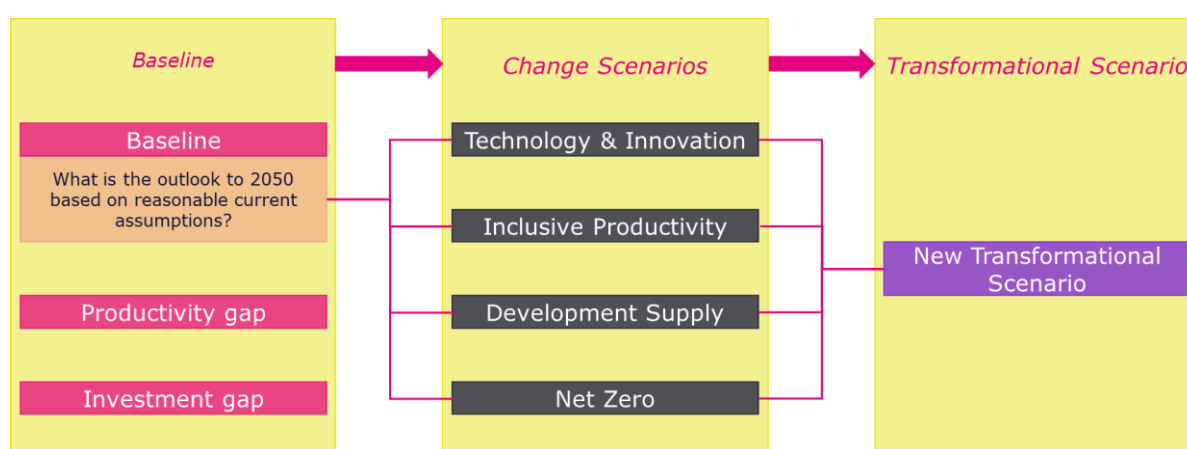 Baseline
Change Scenarios
Transformational Scenario
Baseline
What is the outlook to 2050
based on reasonable current
assumptions?
Productivity gap
Investment gap
Technology & Innovation
Inclusive Productivity
Development Supply
Net Zero
New Transformational
Scenario